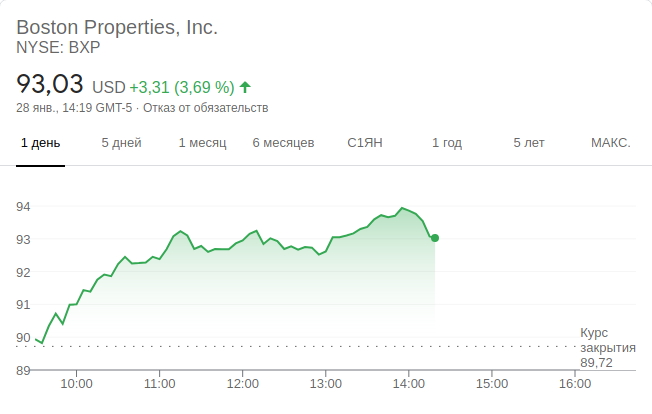 Boston Properties, Inc.
NYSE: BXP
93,03 USD +3,31 (3,69 %)
28 янв., 14:19 GMT-5 · Отказ от обязательств
1 день 5 дней 1 месяц 6 месяцев С1ЯН 1 год 5 лет МАКС.
94
93
92
91
90
Курс
закрытия
89,72
89
10:00 11:00 12:00 13:00 14:00 15:00 16:00